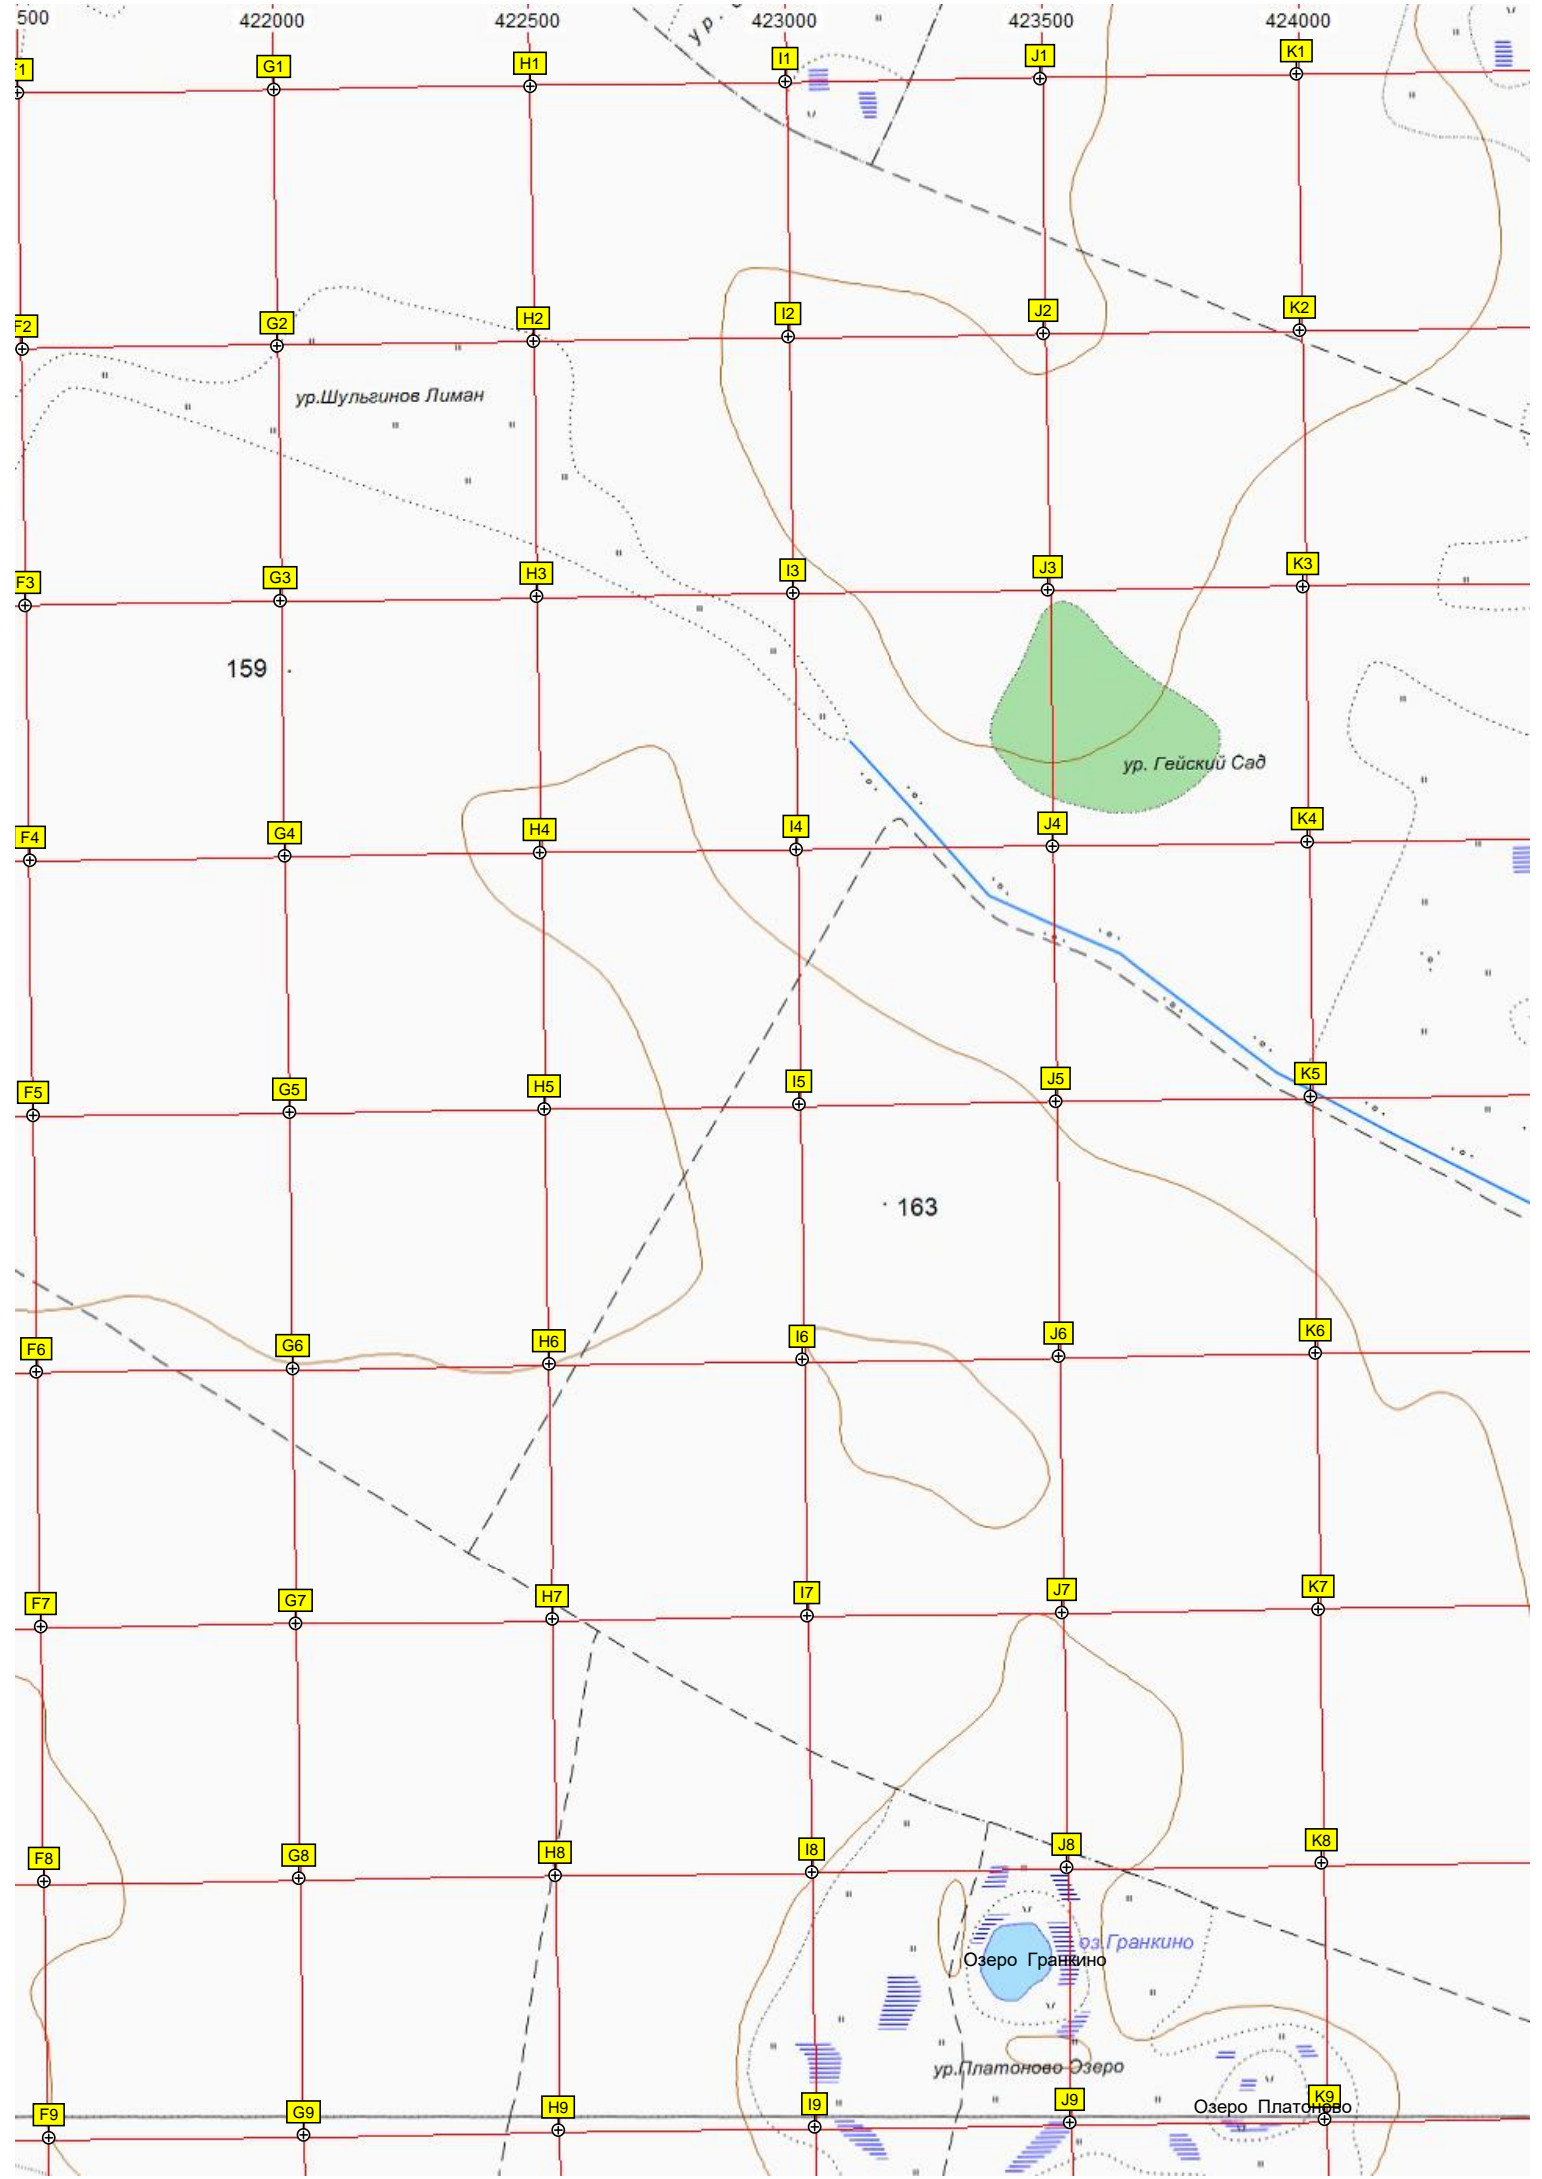 500 422000 422500 423000 423500 424000
ур.
F1 G1 H1 I1 J1 K1
F2 G2 H2 I2 J2 K2
ур.Шульгинов Лиман
F3 G3 H3 I3 J3 K3
159
ур. Гейский Сад
F4 G4 H4 I4 J4 K4
F5 G5 H5 I5 J5 K5
163
F6 G6 H6 I6 J6 K6
F7 G7 H7 I7 J7 K7
F8 G8 H8 I8 J8 K8
оз.Гранкино
Озеро Гранкино
ур.Платоново Озеро
F9 G9 H9 I9 J9 K9
Озеро Платоново